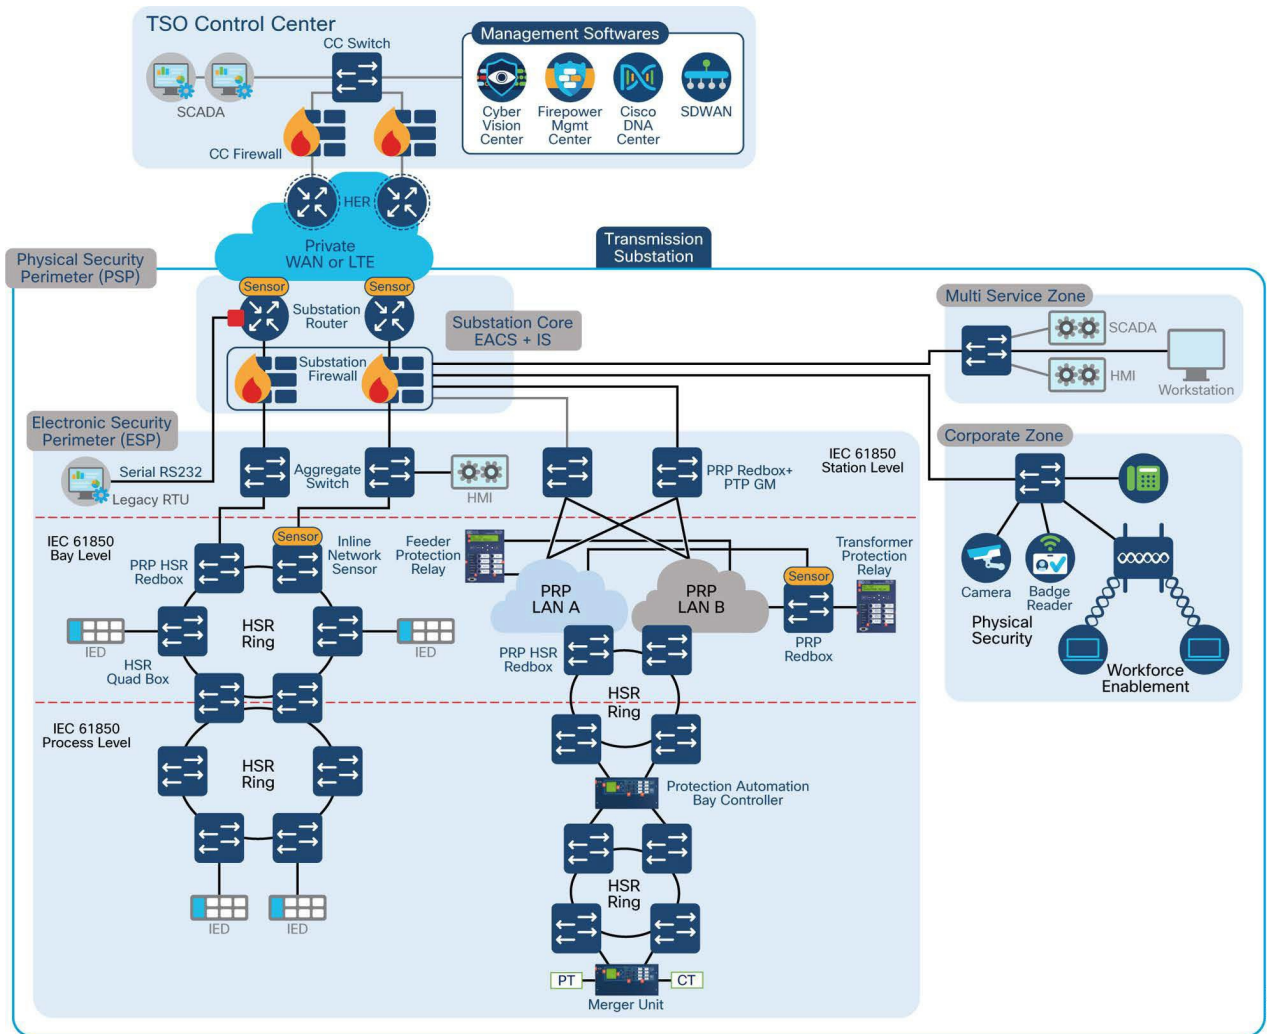 TSO Control Center
CC Switch
Management Softwares
SCADA
Cyber
Vision
Center
Firepower
Mgmt
Center
Cisco
DNA
Center
SDWAN
CC Firewall
HER
Private
WAN or LTE
Transmission
Substation
Physical Security
Perimeter (PSP)
Sensor
Sensor
Substation
Router
Substation Core
EACS + IS
Substation
Firewall
Multi Service Zone
SCADA
HMI
Workstation
Electronic Security
Perimeter (ESP)
Serial RS232
Legacy RTU
Aggregate
Switch
HMI
PRP Redbox+
PTP GM
IEC 61850
Station Level
Corporate Zone
Camera
Badge
Reader
Physical
Security
Workforce
Enablement
IEC 61850
Bay Level
Sensor
Inline
Network
Sensor
Feeder
Protection
Relay
Transformer
Protection
Relay
PRP HSR
Redbox
PRP
LAN A
PRP
LAN B
Sensor
PRP
Redbox
HSR
Ring
IED
IED
HSR
Quad Box
PRP HSR
Redbox
HSR
Ring
IEC 61850
Process Level
HSR
Ring
Protection Automation
Bay Controller
HSR
Ring
IED
IED
PT
CT
Merger Unit